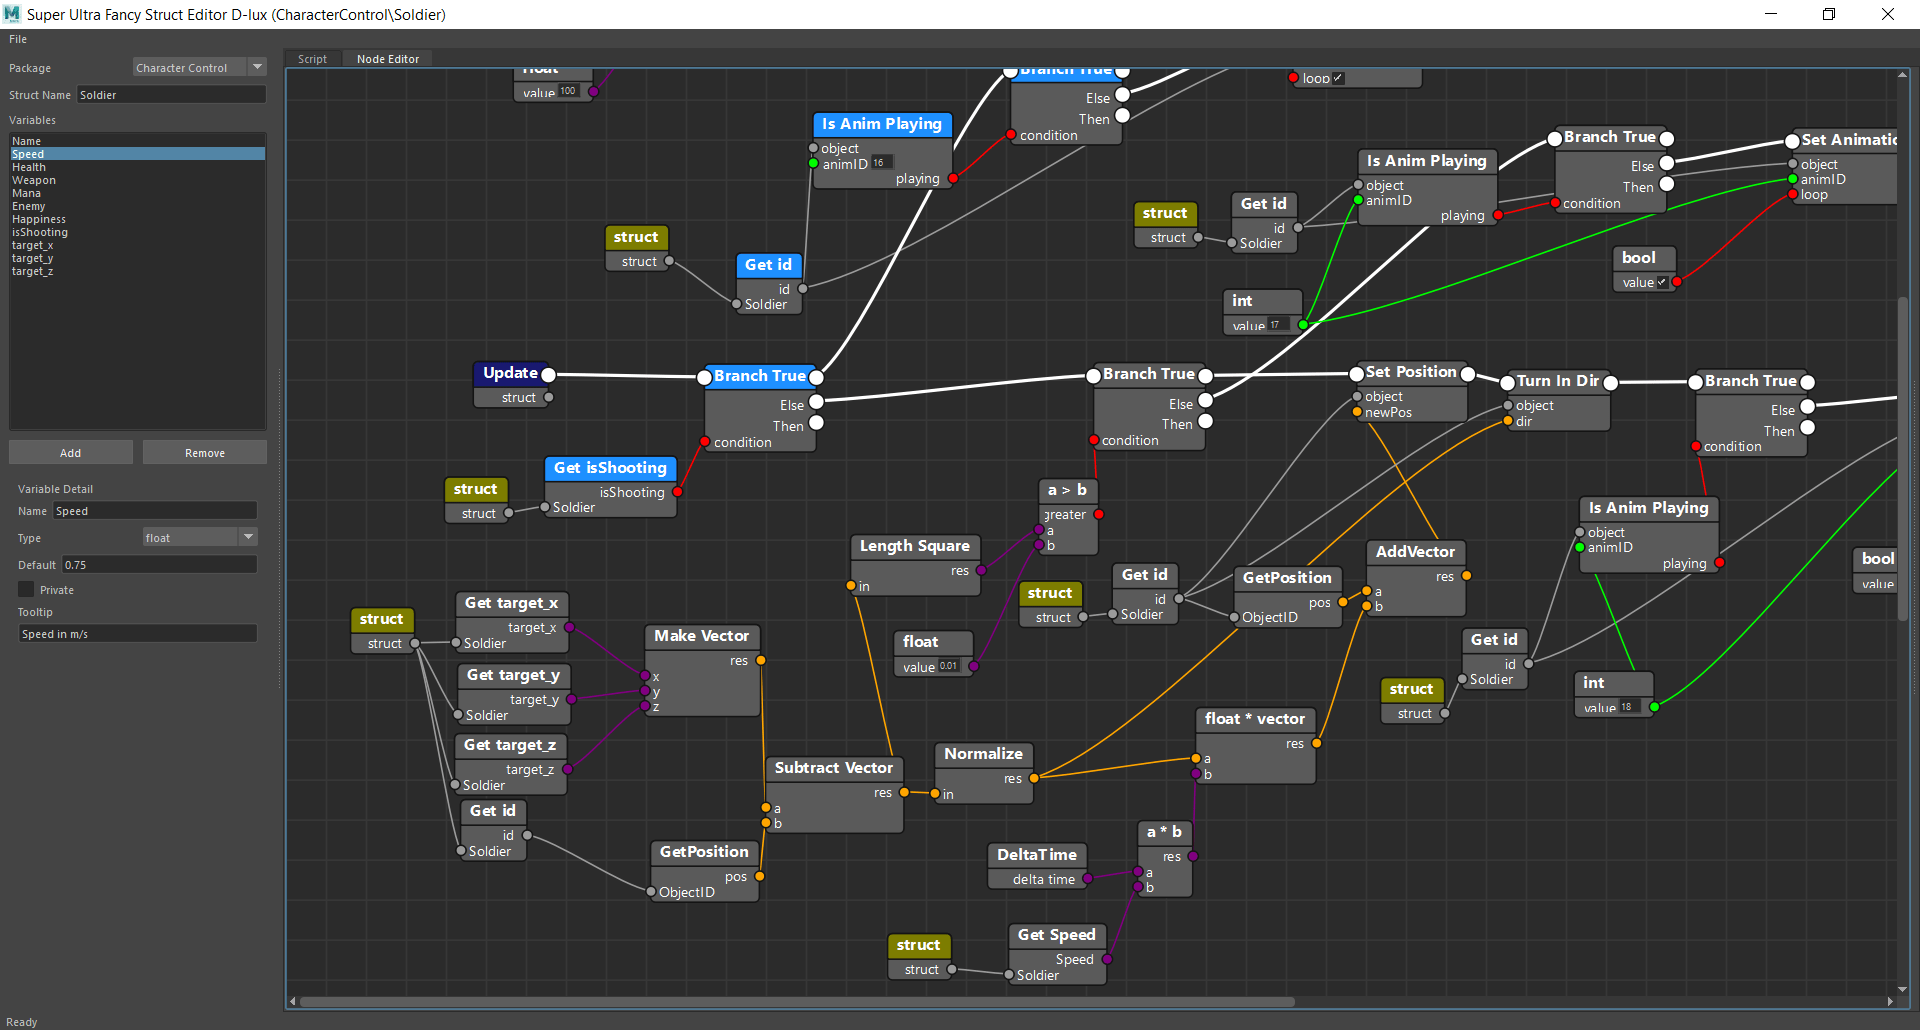 Super Ultra Fancy Struct Editor D-lux (CharacterControl\Soldier)
File
Package
Character Control
Struct Name
Soldier
Variables
Name
Speed
Health
Weapon
Mana
Enemy
Happiness
isShooting
target_x
target_y
target_z
Add
Remove
Variable Detail
Name
Speed
Type
float
Default
0.75
Private
Tooltip
Speed in m/s
Ready
Script
Node Editor
float
value 100
Branch True
Else
Then
condition
loop
Is Anim Playing
object
animID 16
playing
struct
struct
Get id
id
Soldier
Is Anim Playing
object
animID
playing
Branch True
Else
Then
condition
Set Animatic
object
animID
loop
struct
struct
Get id
id
Soldier
bool
value
int
value 17
Update
struct
Branch True
Else
Then
condition
Branch True
Else
Then
condition
Set Position
object
newPos
Turn In Dir
object
dir
Branch True
Else
Then
condition
struct
struct
Get isShooting
isShooting
Soldier
a > b
greater
a
b
Length Square
res
in
float
value 0.01
struct
struct
Get id
id
Soldier
GetPosition
pos
ObjectID
AddVector
res
a
b
Is Anim Playing
object
animID
playing
bool
value
struct
struct
Get id
id
Soldier
int
value 18
struct
struct
Get target_x
target_x
Soldier
Get target_y
target_y
Soldier
Get target_z
target_z
Soldier
Get id
id
Soldier
Make Vector
res
x
y
z
GetPosition
pos
ObjectID
Subtract Vector
res
a
b
Normalize
res
in
float * vector
res
a
b
DeltaTime
delta time
a * b
res
a
b
struct
struct
Get Speed
Speed
Soldier